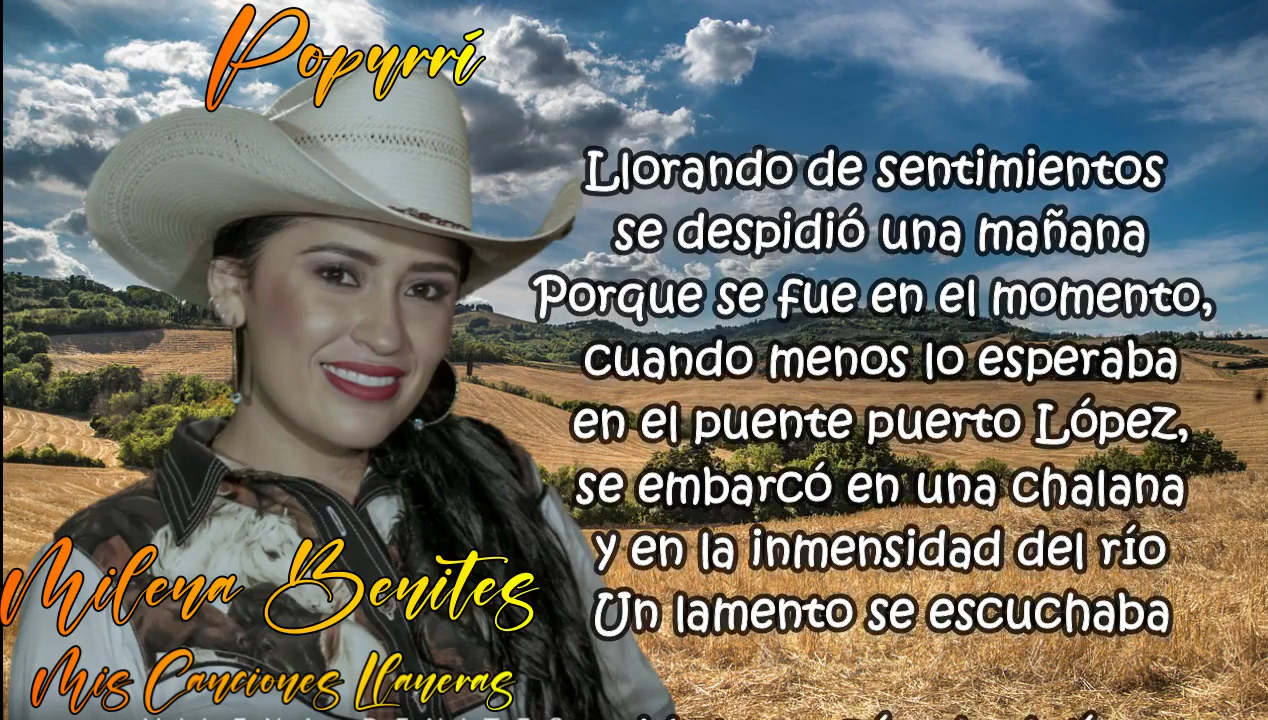 Popurrí
Llorando de sentimientos
se despidió una mañana
Porque se fue en el momento,
cuando menos lo esperaba
en el puente puerto López,
se embarcó en una chalana
y en la inmensidad del río
Un lamento se escuchaba
Milena Benites
Mis Canciones Llaneras